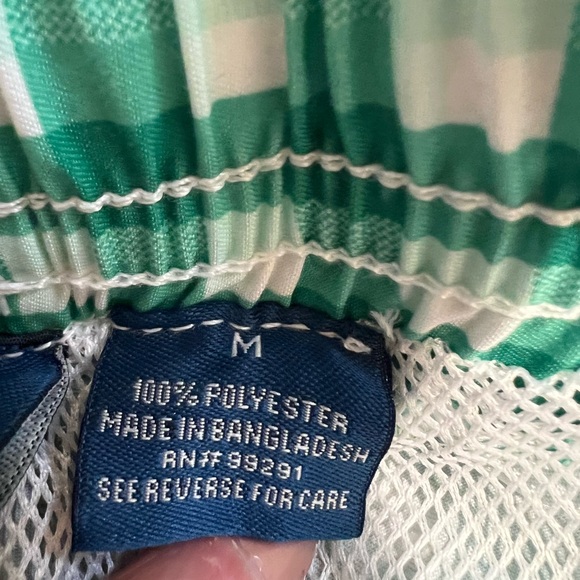 M
100% POLYESTER
MADE IN BANGLADESH
RN# 99291
SEE REVERSE FOR CARE